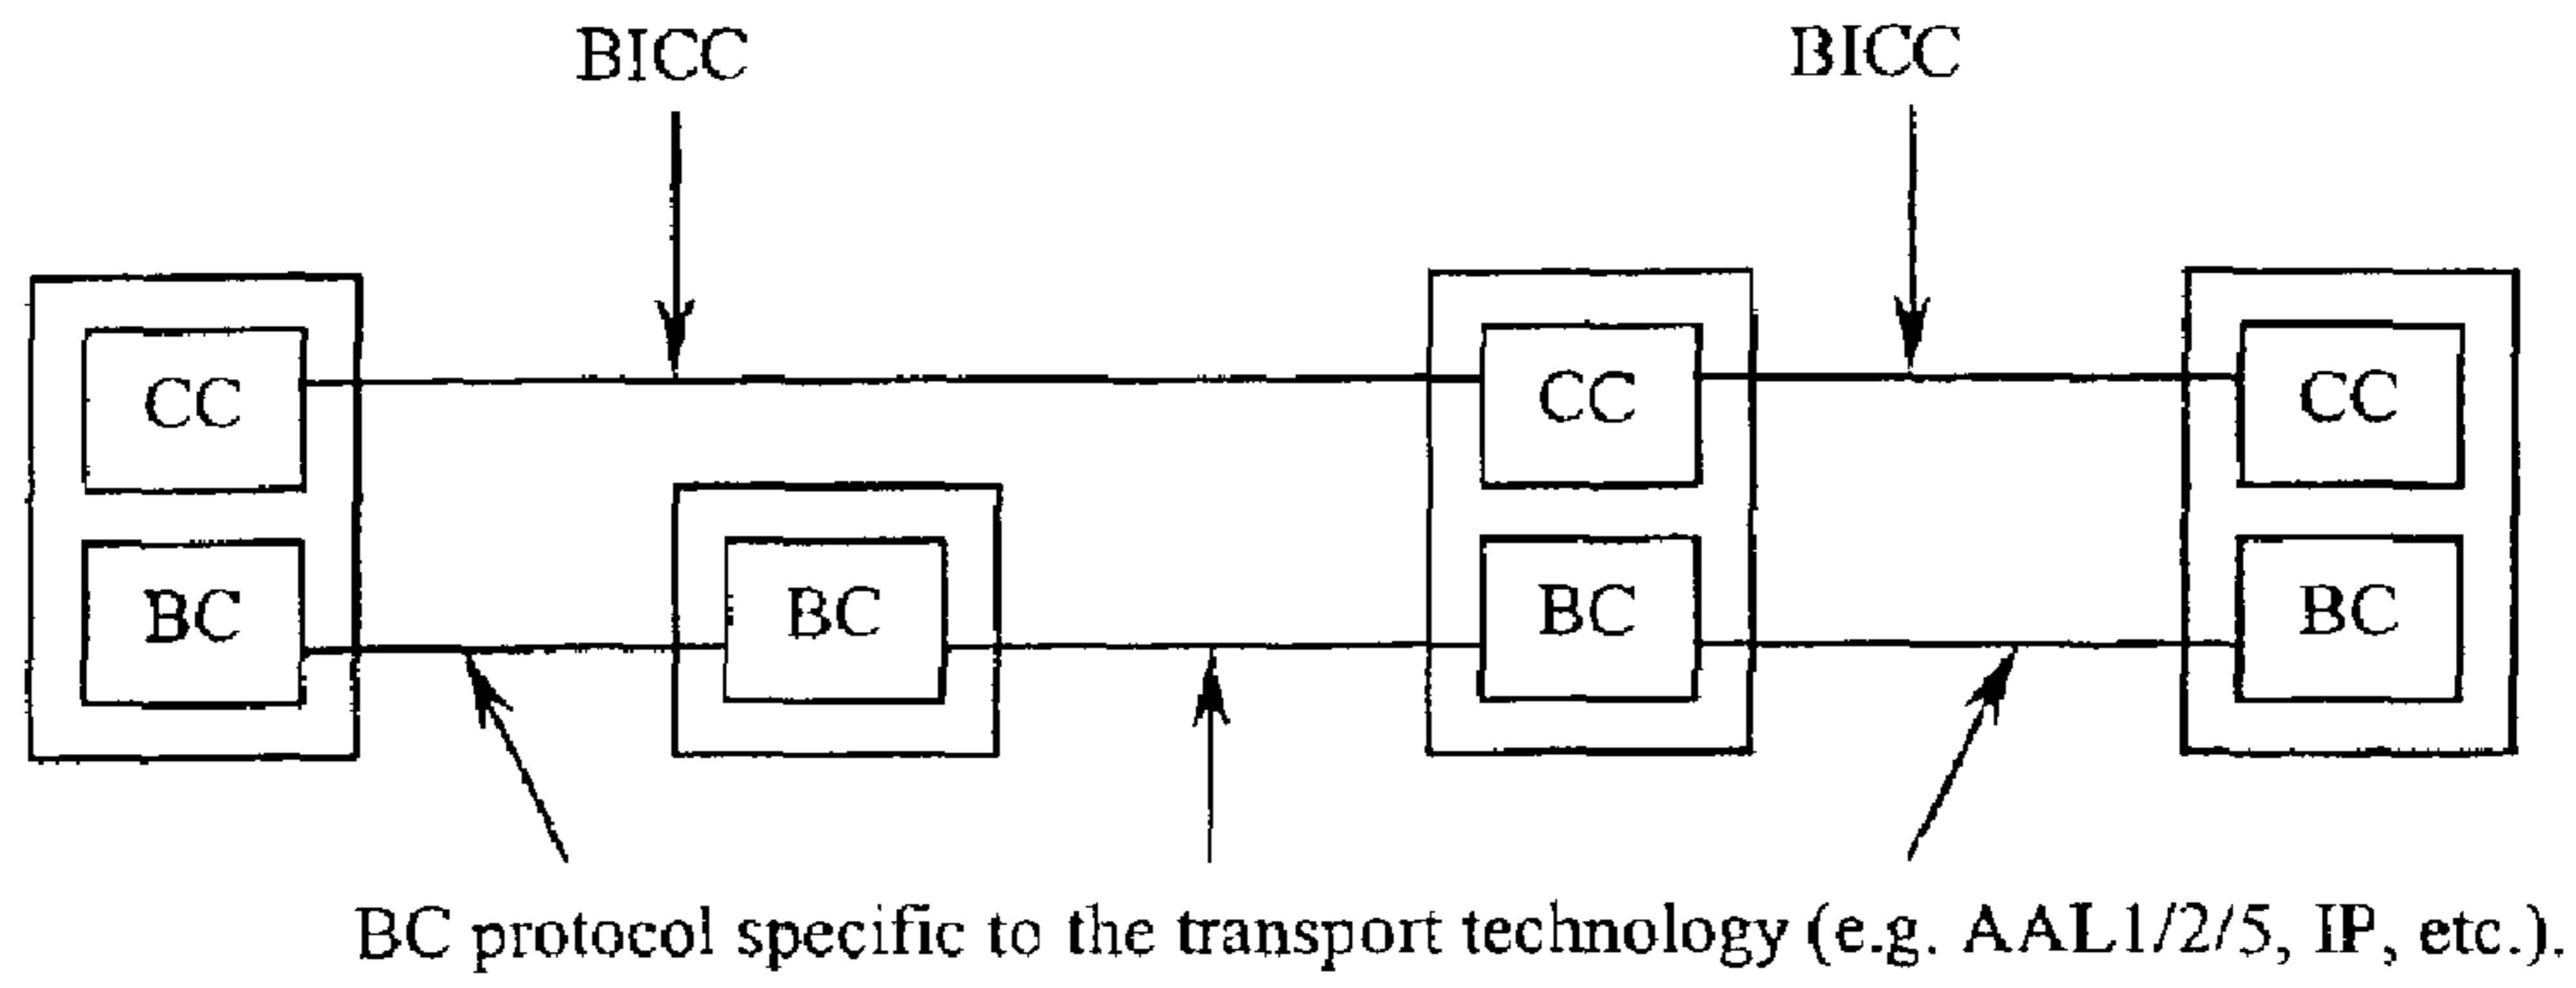 BICC BICC
CC CC CC
BC BC BC BC
BC protocol specific to the transport technology (e.g. AAL1/2/5, IP, etc.).